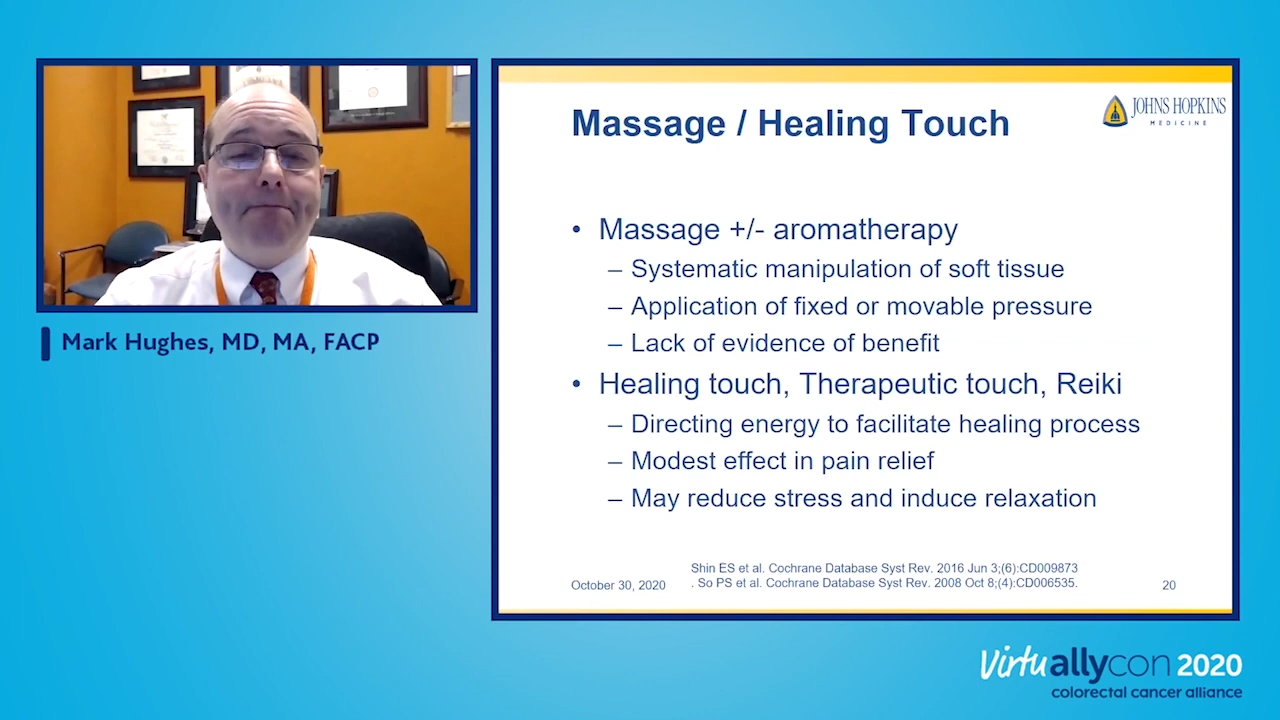 Massage / Healing Touch
JOHNS HOPKINS
MEDICINE
• Massage +/- aromatherapy
– Systematic manipulation of soft tissue
– Application of fixed or movable pressure
– Lack of evidence of benefit
• Healing touch, Therapeutic touch, Reiki
– Directing energy to facilitate healing process
– Modest effect in pain relief
– May reduce stress and induce relaxation
Shin ES et al. Cochrane Database Syst Rev. 2016 Jun 3;(6):CD009873
. So PS et al. Cochrane Database Syst Rev. 2008 Oct 8;(4):CD006535.
October 30, 2020
20
Mark Hughes, MD, MA, FACP
Virtuallycon 2020
colorectal cancer alliance